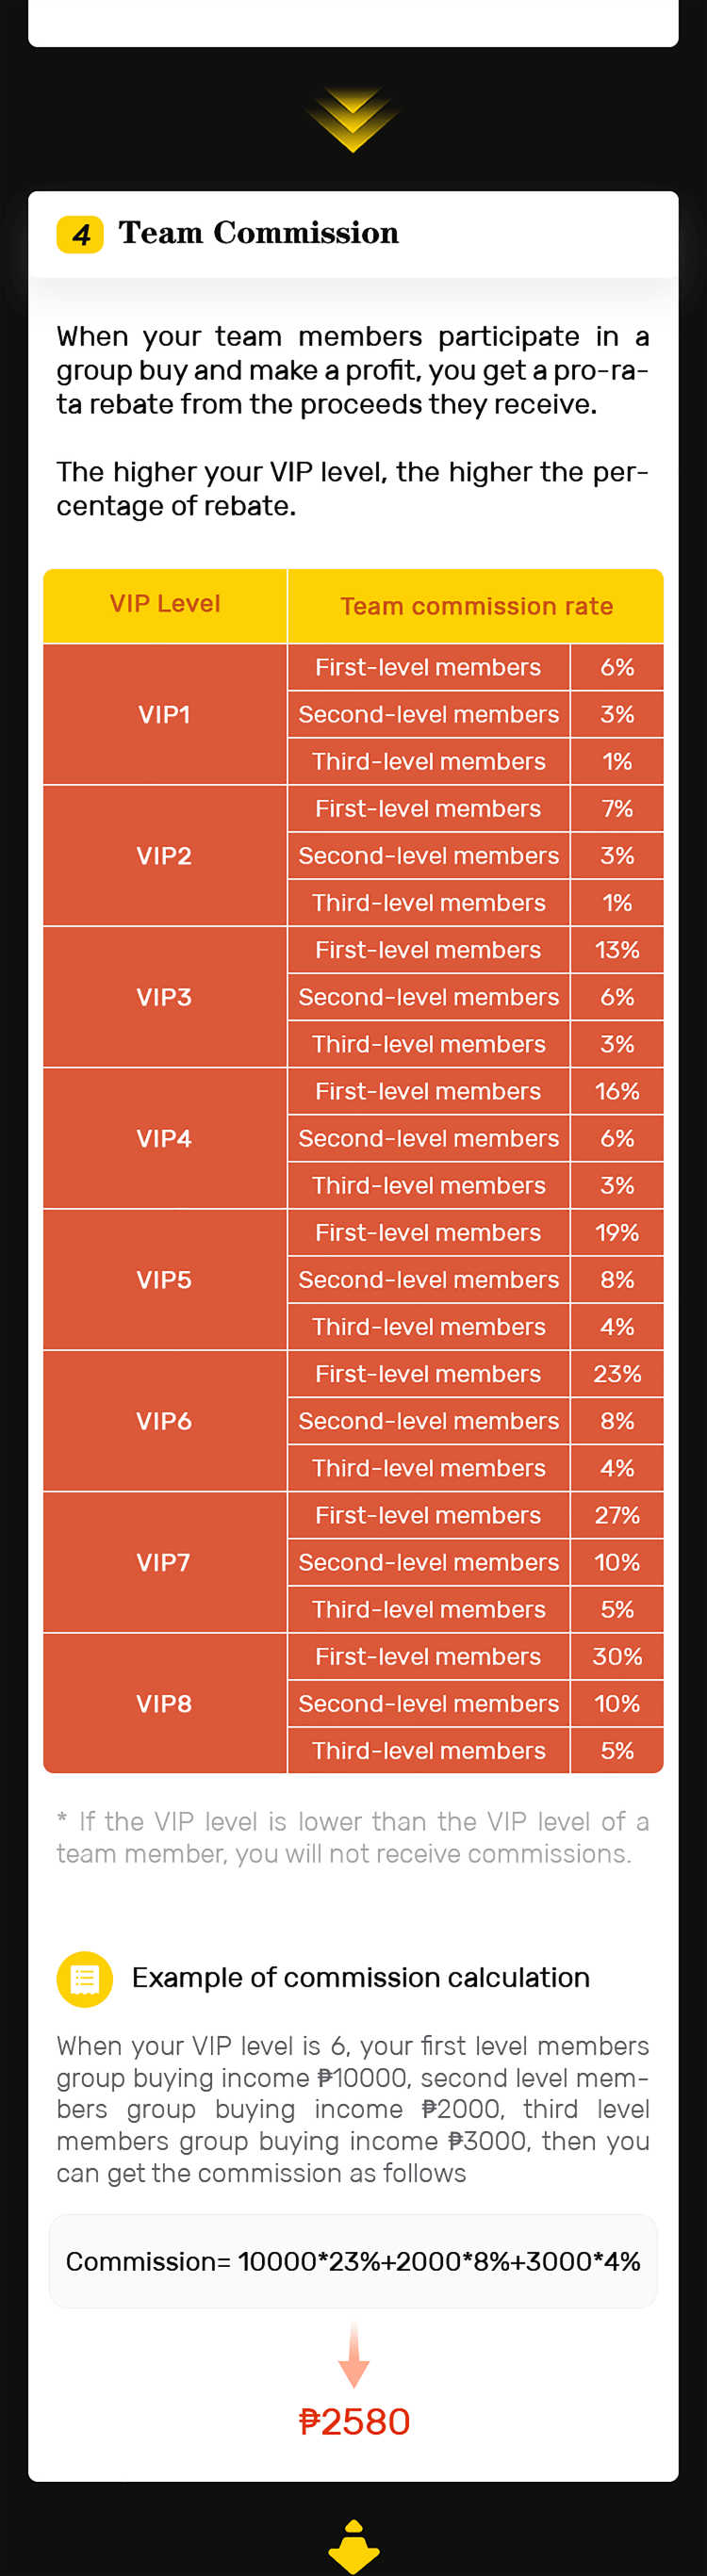 4 Team Commission
When your team members participate in a
group buy and make a profit, you get a pro-ra-
ta rebate from the proceeds they receive.
The higher your VIP level, the higher the per-
centage of rebate.
VIP Level Team commission rate
VIP1
First-level members 6%
Second-level members 3%
Third-level members 1%
VIP2
First-level members 7%
Second-level members 3%
Third-level members 1%
VIP3
First-level members 13%
Second-level members 6%
Third-level members 3%
VIP4
First-level members 16%
Second-level members 6%
Third-level members 3%
VIP5
First-level members 19%
Second-level members 8%
Third-level members 4%
VIP6
First-level members 23%
Second-level members 8%
Third-level members 4%
VIP7
First-level members 27%
Second-level members 10%
Third-level members 5%
VIP8
First-level members 30%
Second-level members 10%
Third-level members 5%
* If the VIP level is lower than the VIP level of a
team member, you will not receive commissions.
Example of commission calculation
When your VIP level is 6, your first level members
group buying income ₱10000, second level mem-
bers group buying income ₱2000, third level
members group buying income ₱3000, then you
can get the commission as follows
Commission= 10000*23%+2000*8%+3000*4%
₱2580